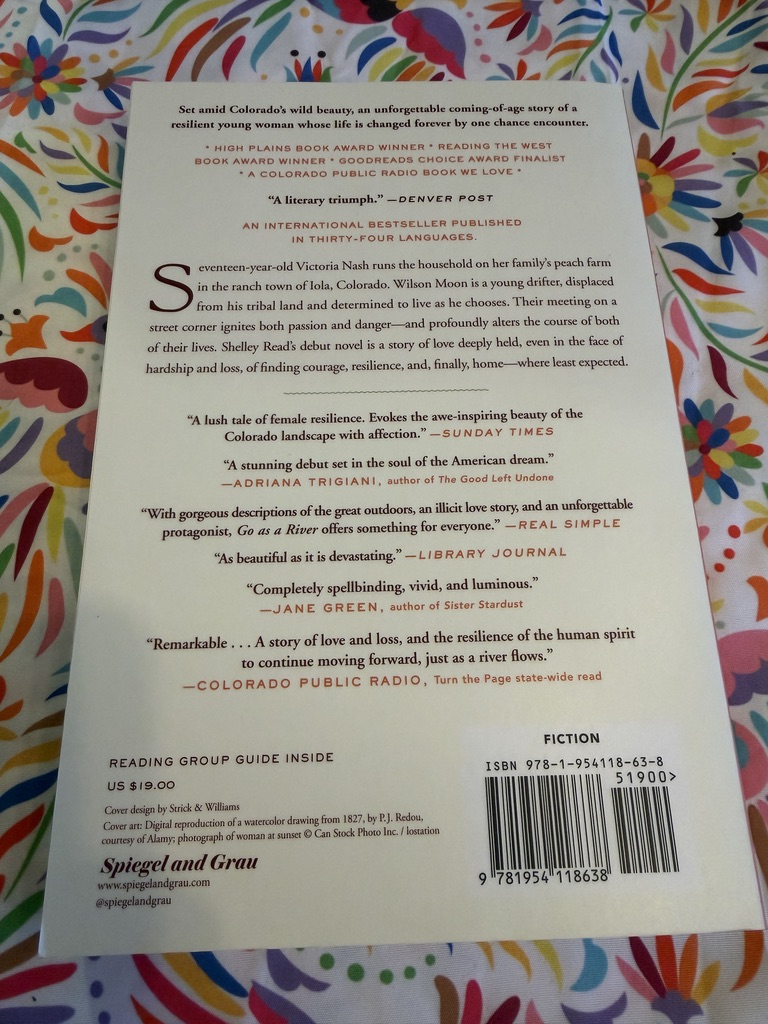 Set amid Colorado's wild beauty, an unforgettable coming-of-age story of a
resilient young woman whose life is changed forever by one chance encounter.
* HIGH PLAINS BOOK AWARD WINNER * READING THE WEST
BOOK AWARD WINNER * GOODREADS CHOICE AWARD FINALIST
* A COLORADO PUBLIC RADIO BOOK WE LOVE *
“A literary triumph.” —DENVER POST
AN INTERNATIONAL BESTSELLER PUBLISHED
IN THIRTY-FOUR LANGUAGES.
Seventeen-year-old Victoria Nash runs the household on her family's peach farm
in the ranch town of Iola, Colorado. Wilson Moon is a young drifter, displaced
from his tribal land and determined to live as he chooses. Their meeting on a
street corner ignites both passion and danger—and profoundly alters the course of both
of their lives. Shelley Read's debut novel is a story of love deeply held, even in the face of
hardship and loss, of finding courage, resilience, and, finally, home—where least expected.
“A lush tale of female resilience. Evokes the awe-inspiring beauty of the
Colorado landscape with affection.” —SUNDAY TIMES
“A stunning debut set in the soul of the American dream.”
—ADRIANA TRIGIANI, author of The Good Left Undone
“With gorgeous descriptions of the great outdoors, an illicit love story, and an unforgettable
protagonist, Go as a River offers something for everyone.” —REAL SIMPLE
“As beautiful as it is devastating.” —LIBRARY JOURNAL
“Completely spellbinding, vivid, and luminous.”
—JANE GREEN, author of Sister Stardust
“Remarkable . . . A story of love and loss, and the resilience of the human spirit
to continue moving forward, just as a river flows.”
—COLORADO PUBLIC RADIO, Turn the Page state-wide read
READING GROUP GUIDE INSIDE
US $19.00
Cover design by Strick & Williams
Cover art: Digital reproduction of a watercolor drawing from 1827, by P.J. Redou,
courtesy of Alamy; photograph of woman at sunset © Can Stock Photo Inc. / lostation
Spiegel and Grau
www.spiegelandgrau.com
@spiegelandgrau
FICTION
ISBN 978-1-954118-63-8
51900>
9 781954 118638